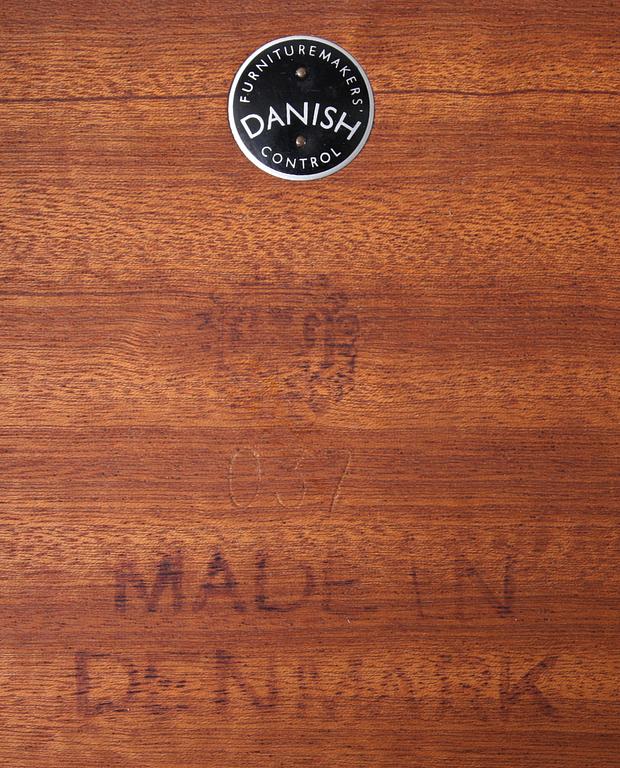 FURNITUREMAKERS'
DANISH
CONTROL
037
MADE IN
DENMARK